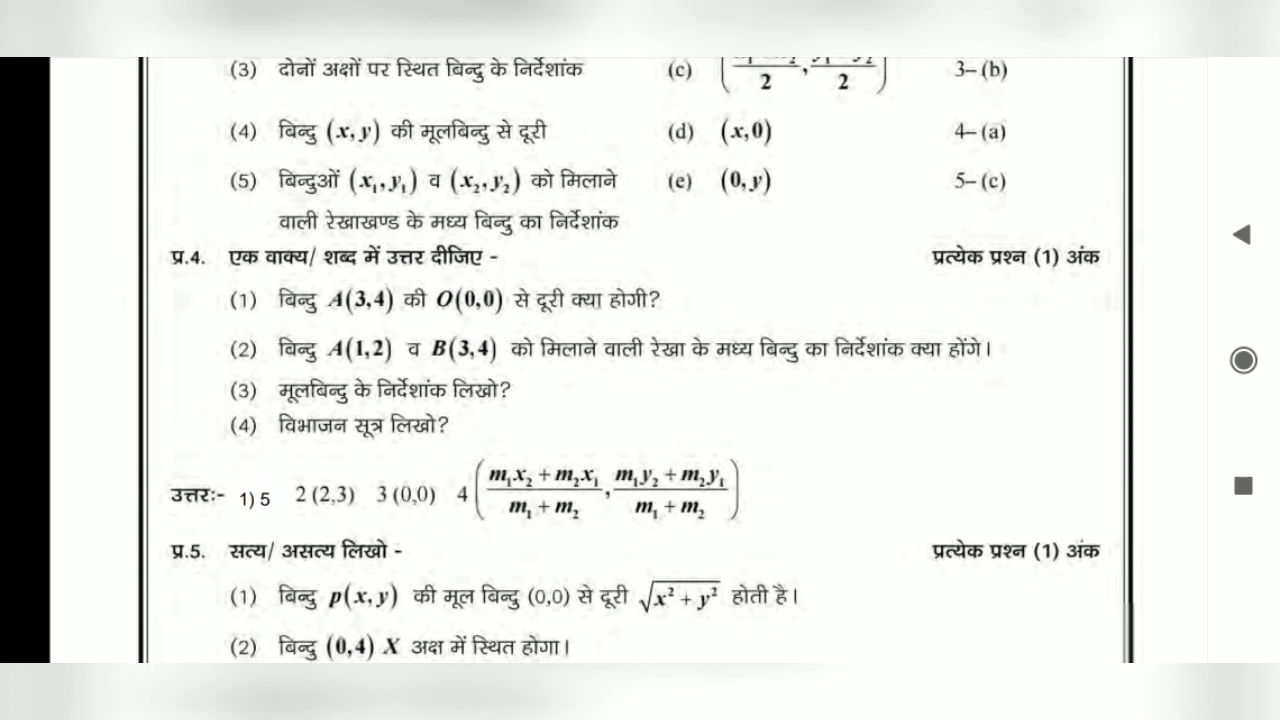 (3) दोनों अक्षों पर स्थित बिन्दु के निर्देशांक (c) 2 , 2 3–(b)
(4) बिन्दु (x, y) की मूलबिन्दु से दूरी (d) (x,0) 4–(a)
(5) बिन्दुओं (x₁,y₁) व (x₂,y₂) को मिलाने (e) (0,y) 5–(c)
वाली रेखाखण्ड के मध्य बिन्दु का निर्देशांक
प्र.4. एक वाक्य/ शब्द में उत्तर दीजिए - प्रत्येक प्रश्न (1) अंक
(1) बिन्दु A(3,4) की O(0,0) से दूरी क्या होगी?
(2) बिन्दु A(1,2) व B(3,4) को मिलाने वाली रेखा के मध्य बिन्दु का निर्देशांक क्या होंगे।
(3) मूलबिन्दु के निर्देशांक लिखो?
(4) विभाजन सूत्र लिखो?
उत्तरः- 1) 5 2 (2,3) 3 (0,0) 4 ((m₁x₂ + m₂x₁)/(m₁ + m₂), (m₁y₂ + m₂y₁)/(m₁ + m₂))
प्र.5. सत्य/ असत्य लिखो - प्रत्येक प्रश्न (1) अंक
(1) बिन्दु p(x,y) की मूल बिन्दु (0,0) से दूरी √(x² + y²) होती है।
(2) बिन्दु (0,4) X अक्ष में स्थित होगा।